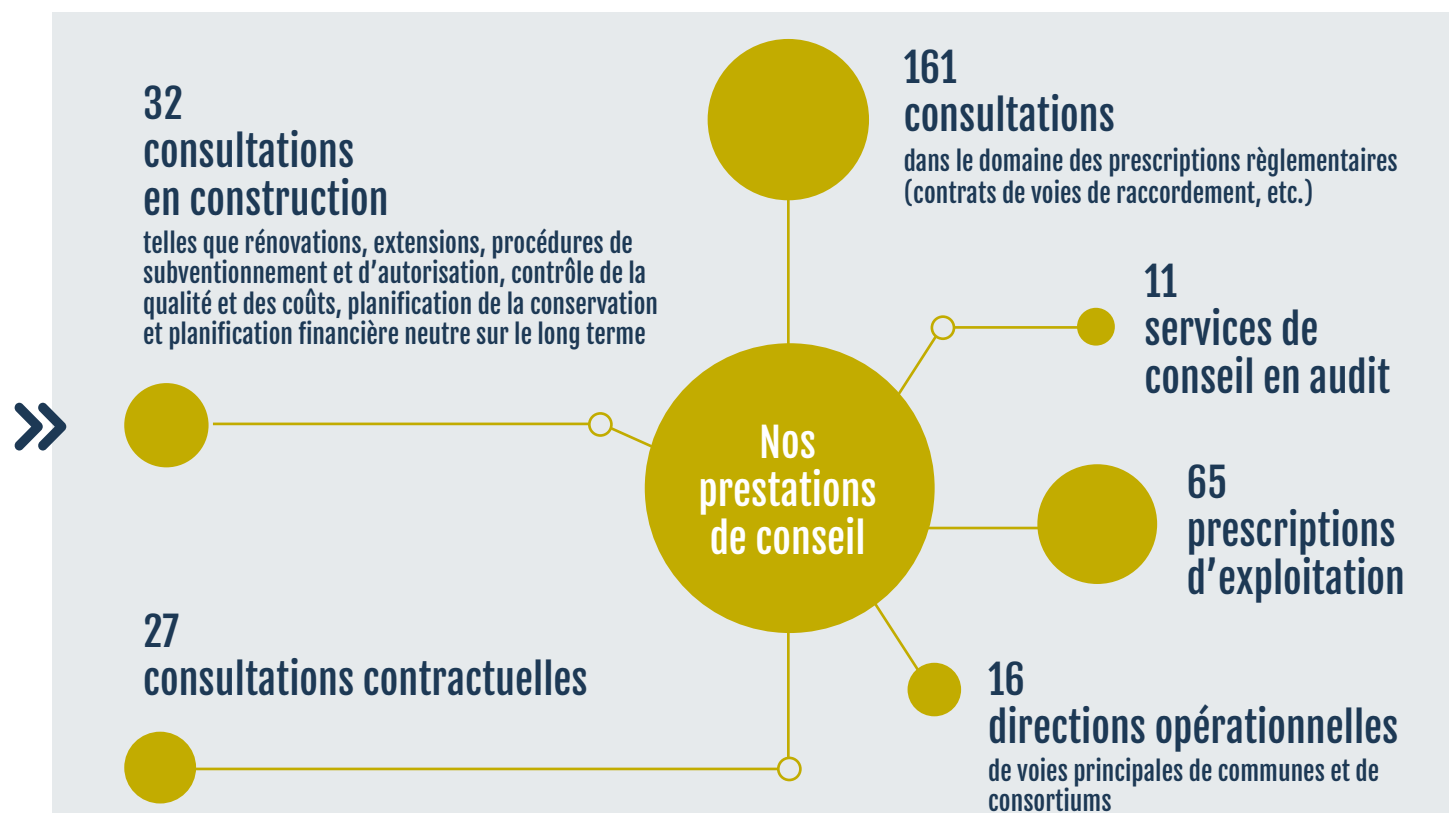 32
consultations
en construction
telles que rénovations, extensions, procédures de
subventionnement et d’autorisation, contrôle de la
qualité et des coûts, planification de la conservation
et planification financière neutre sur le long terme
161
consultations
dans le domaine des prescriptions règlementaires
(contrats de voies de raccordement, etc.)
11
services de
conseil en audit
Nos
prestations
de conseil
65
prescriptions
d’exploitation
27
consultations contractuelles
16
directions opérationnelles
de voies principales de communes et de
consortiums